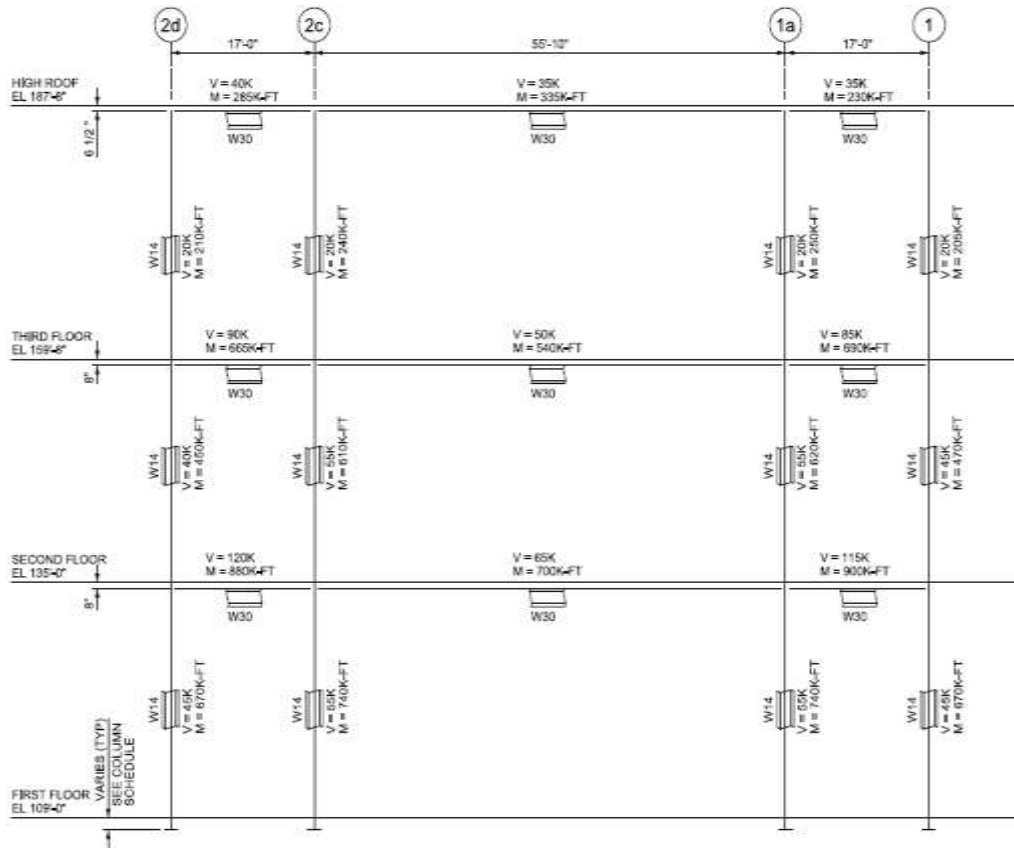 2d 2c 1a 1
17'-0" 55'-10" 17'-0"
HIGH ROOF
EL 187'-8"
V = 40K V = 35K V = 35K
M = 285K-FT M = 335K-FT M = 230K-FT
6 1/2"
W30 W30 W30
W14 V = 20K M = 210K-FT
W14 V = 20K M = 240K-FT
W14 V = 20K M = 250K-FT
W14 V = 20K M = 205K-FT
THIRD FLOOR
EL 159'-8"
V = 90K V = 50K V = 85K
M = 665K-FT M = 540K-FT M = 690K-FT
8"
W30 W30 W30
W14 V = 40K M = 450K-FT
W14 V = 55K M = 610K-FT
W14 V = 55K M = 620K-FT
W14 V = 45K M = 470K-FT
SECOND FLOOR
EL 135'-0"
V = 120K V = 65K V = 115K
M = 880K-FT M = 700K-FT M = 900K-FT
8"
W30 W30 W30
W14 V = 45K M = 670K-FT
W14 V = 55K M = 740K-FT
W14 V = 55K M = 740K-FT
W14 V = 45K M = 670K-FT
VARIES (TYP)
SEE COLUMN
SCHEDULE
FIRST FLOOR
EL 109'-0"